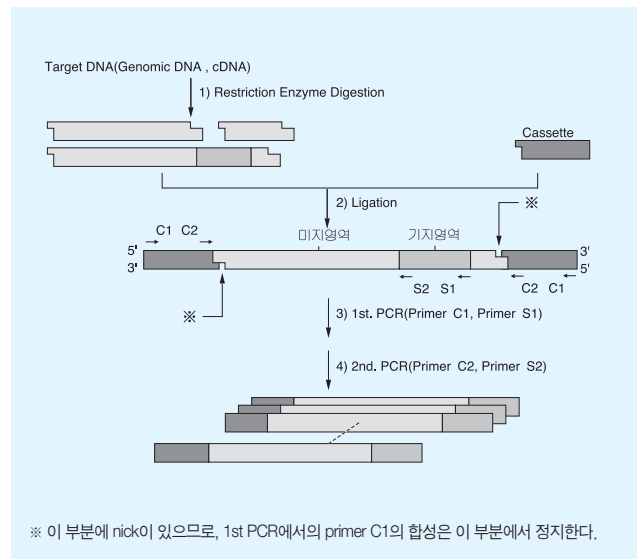 Target DNA(Genomic DNA , cDNA)
1) Restriction Enzyme Digestion
Cassette
2) Ligation
※
C1 C2
미지영역
기지영역
5' 3'
3' 5'
S2 S1
C2 C1
※
3) 1st. PCR(Primer C1, Primer S1)
4) 2nd. PCR(Primer C2, Primer S2)
※ 이 부분에 nick이 있으므로, 1st PCR에서의 primer C1의 합성은 이 부분에서 정지한다.